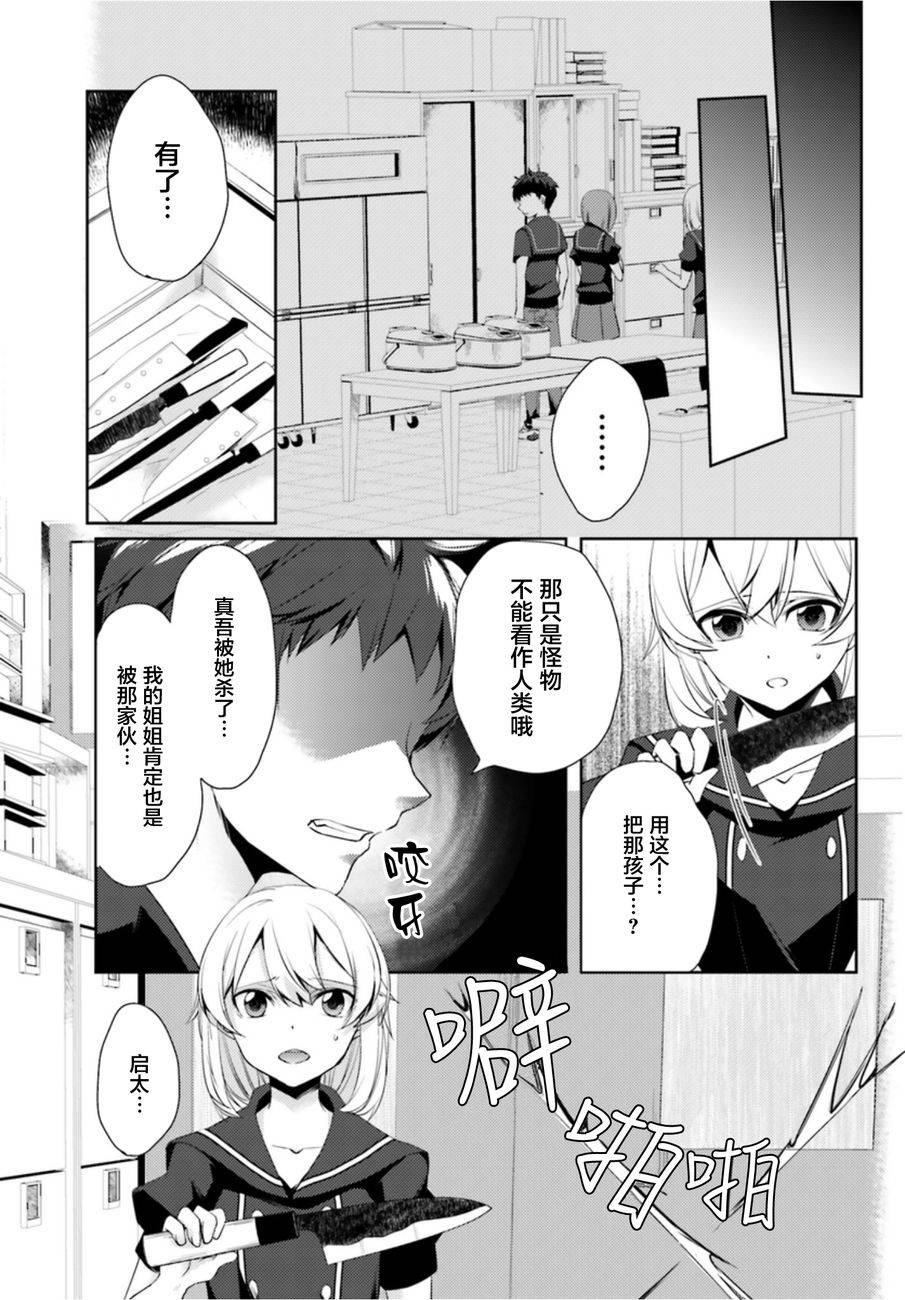 ……
有了…
用这个…
把那孩子…?
那只是怪物
不能看作人类哦
真吾被她杀了…
我的姐姐肯定也是
被那家伙…
咬牙
噼
啪啪
启太…